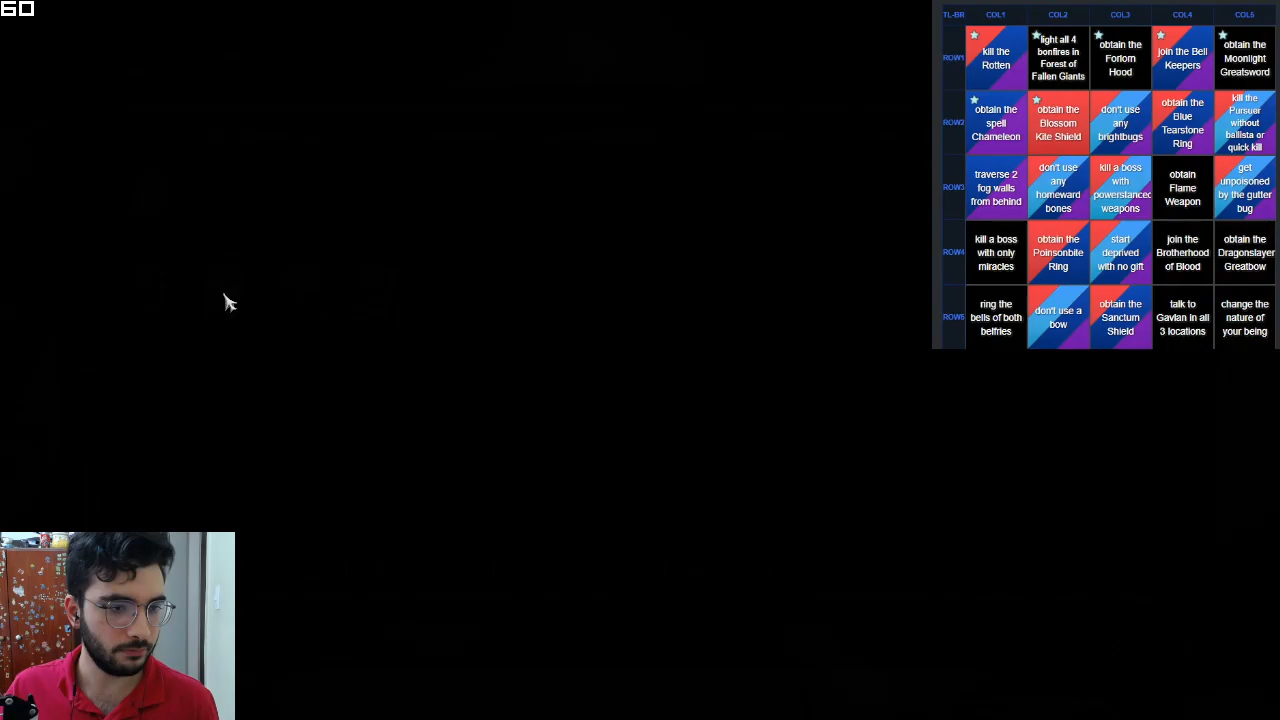 60
TL-BR COL1 COL2 COL3 COL4 COL5
ROW1
kill the
Rotten
light all 4
bonfires in
Forest of
Fallen Giants
obtain the
Forlorn
Hood
join the Bell
Keepers
obtain the
Moonlight
Greatsword
ROW2
obtain the
spell
Chameleon
obtain the
Blossom
Kite Shield
don't use
any
brightbugs
obtain the
Blue
Tearstone
Ring
kill the
Pursuer
without
ballista or
quick kill
ROW3
traverse 2
fog walls
from behind
don't use
any
homeward
bones
kill a boss
with
powerstanced
weapons
obtain
Flame
Weapon
get
unpoisoned
by the gutter
bug
ROW4
kill a boss
with only
miracles
obtain the
Poisonbite
Ring
start
deprived
with no gift
join the
Brotherhood
of Blood
obtain the
Dragonslayer
Greatbow
ROW5
ring the
bells of both
belfries
don't use a
bow
obtain the
Sanctum
Shield
talk to
Gavlan in all
3 locations
change the
nature of
your being